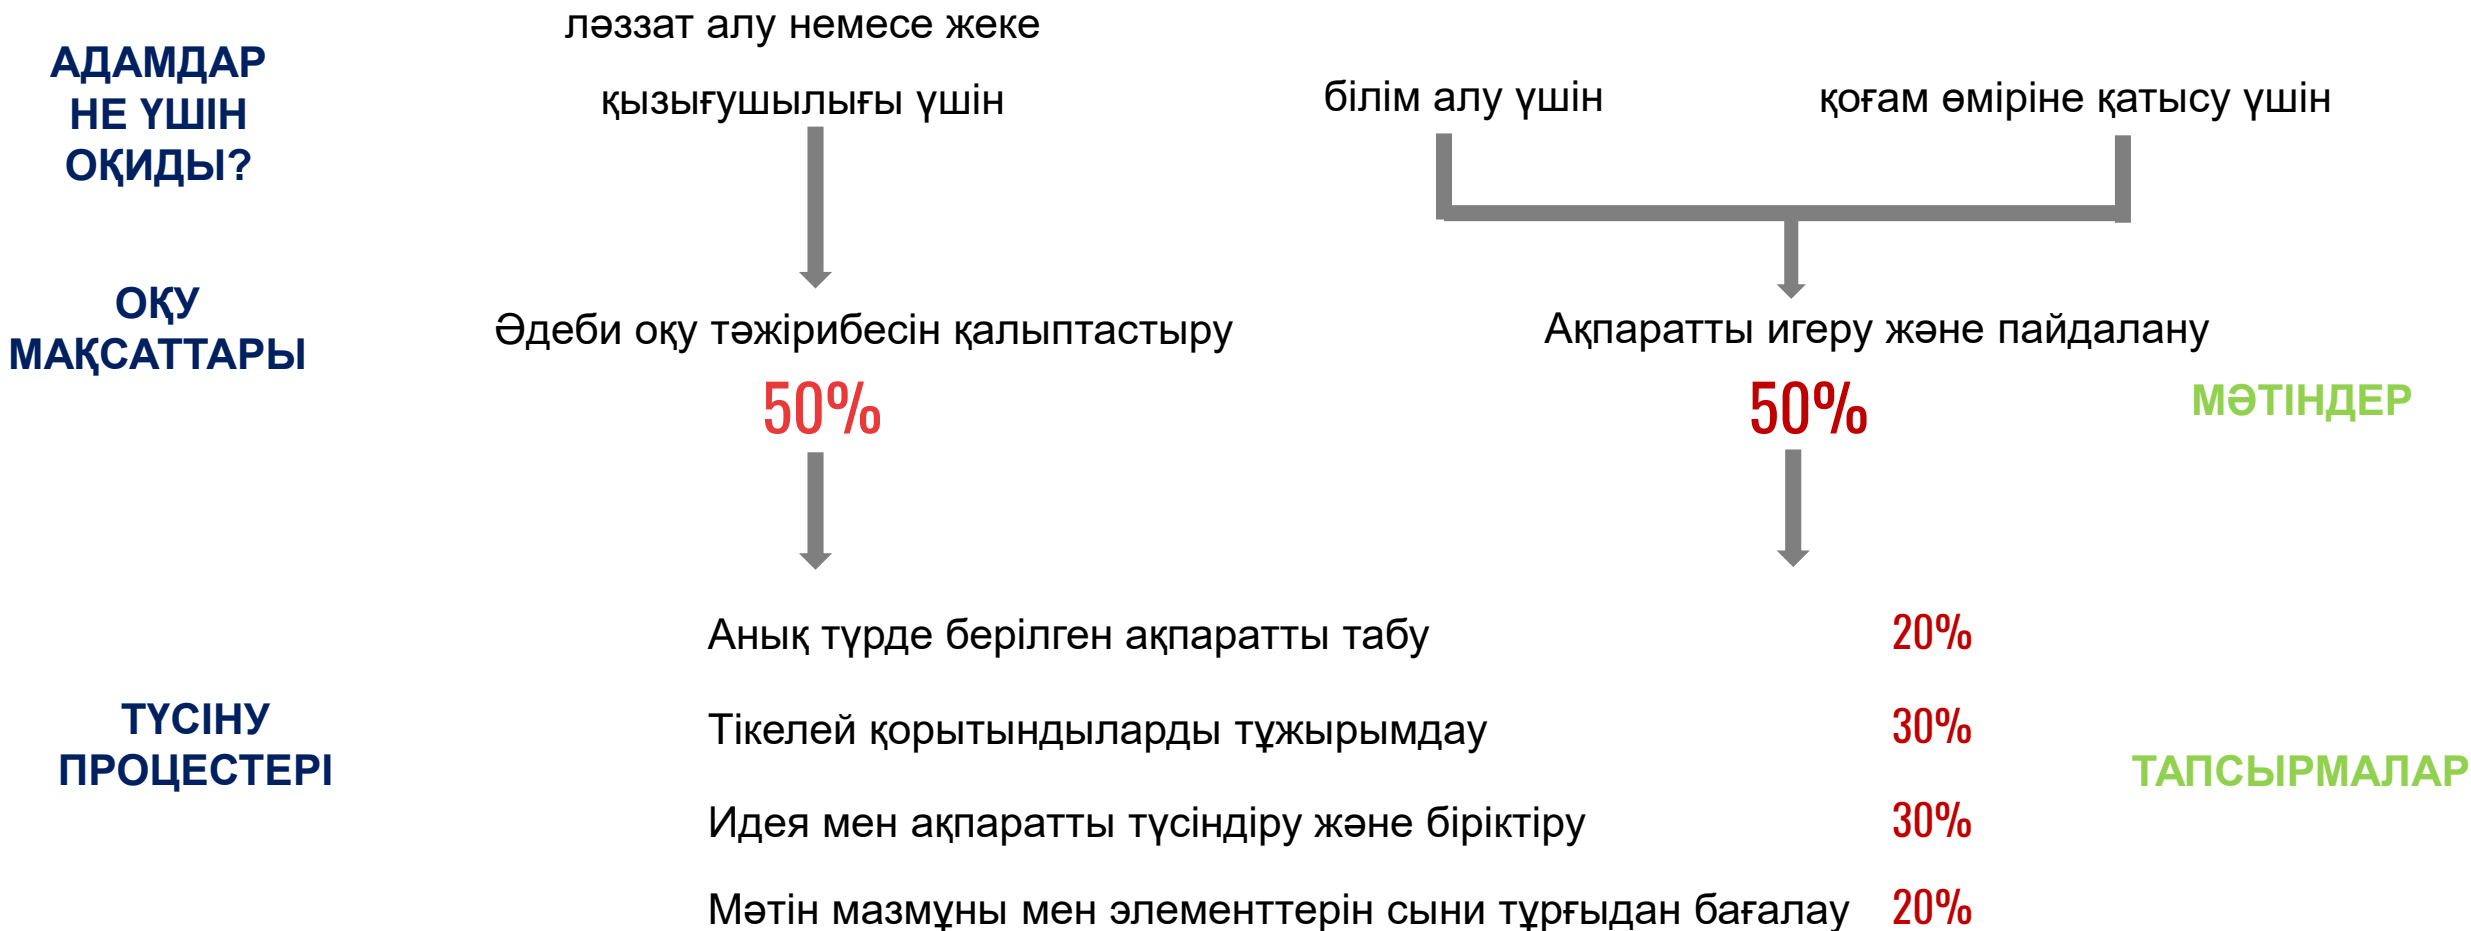 АДАМДАР
НЕ ҮШІН
ОҚИДЫ?
ләззат алу немесе жеке
қызығушылығы үшін
білім алу үшін
қоғам өміріне қатысу үшін
ОҚУ
МАҚСАТТАРЫ
Әдеби оқу тәжірибесін қалыптастыру
50%
Ақпаратты игеру және пайдалану
50%
МӘТІНДЕР
ТҮСІНУ
ПРОЦЕСТЕРІ
Анық түрде берілген ақпаратты табу 20%
Тікелей қорытындыларды тұжырымдау 30%
Идея мен ақпаратты түсіндіру және біріктіру 30%
Мәтін мазмұны мен элементтерін сыни тұрғыдан бағалау 20%
ТАПСЫРМАЛАР